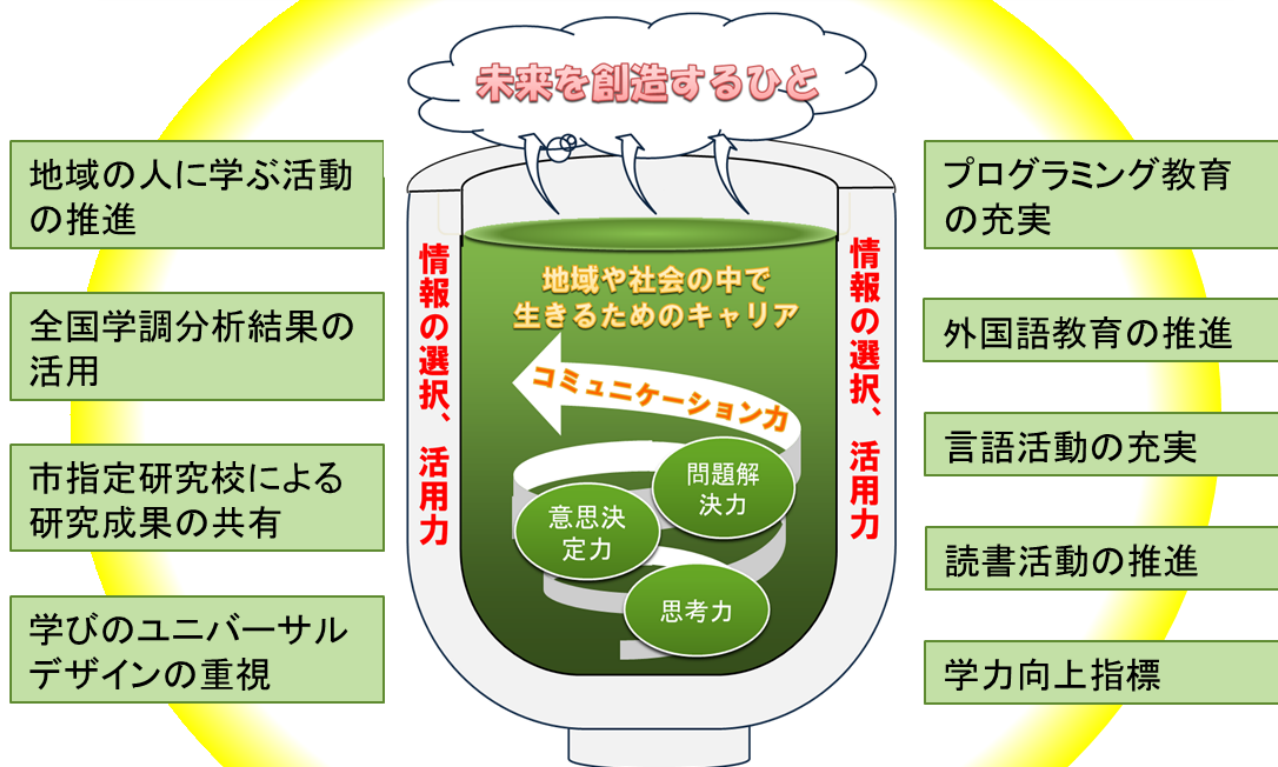 未来を創造するひと
地域の人に学ぶ活動
の推進
全国学調分析結果の
活用
市指定研究校による
研究成果の共有
学びのユニバーサル
デザインの重視
情報の選択、活用力
地域や社会の中で
生きるためのキャリア
コミュニケーション力
問題解
決力
意思決
定力
思考力
情報の選択、活用力
プログラミング教育
の充実
外国語教育の推進
言語活動の充実
読書活動の推進
学力向上指標